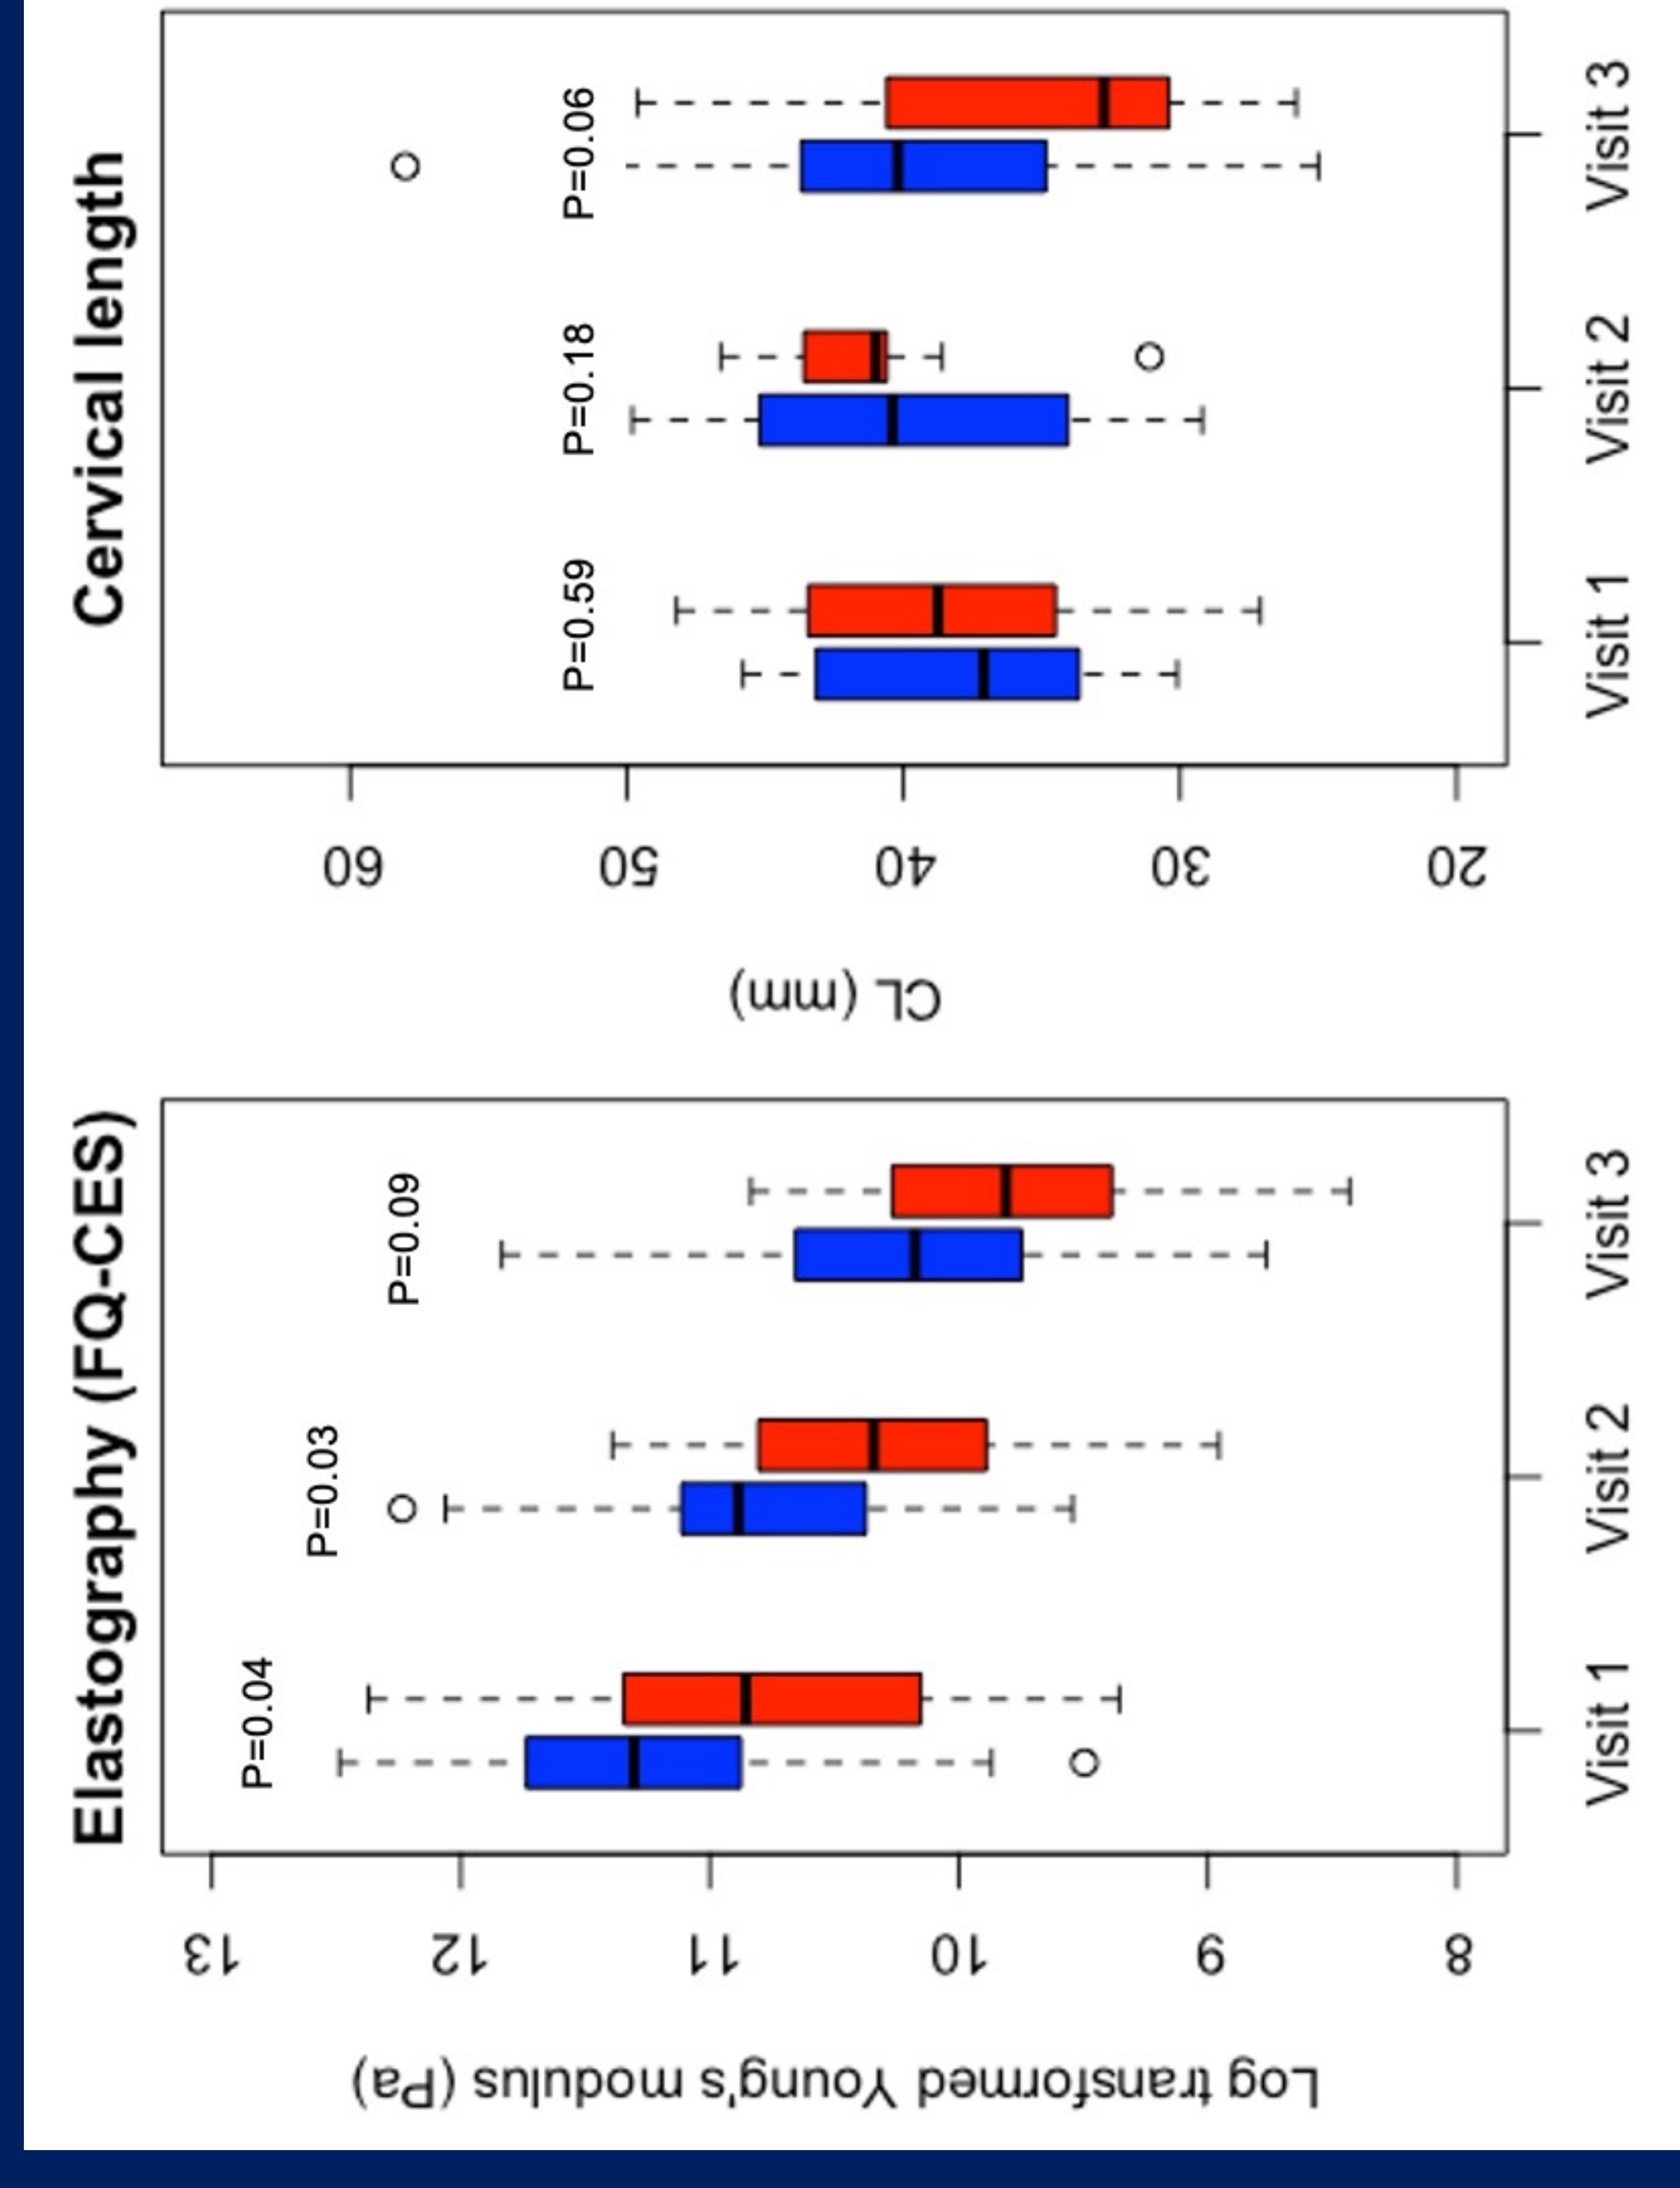 Elastography (FQ-CES)
P=0.04
P=0.03
P=0.09
13
12
11
10
9
8
Log transformed Young's modulus (Pa)
Visit 1
Visit 2
Visit 3
Cervical length
P=0.59
P=0.18
P=0.06
60
50
40
30
20
CL (mm)
Visit 1
Visit 2
Visit 3